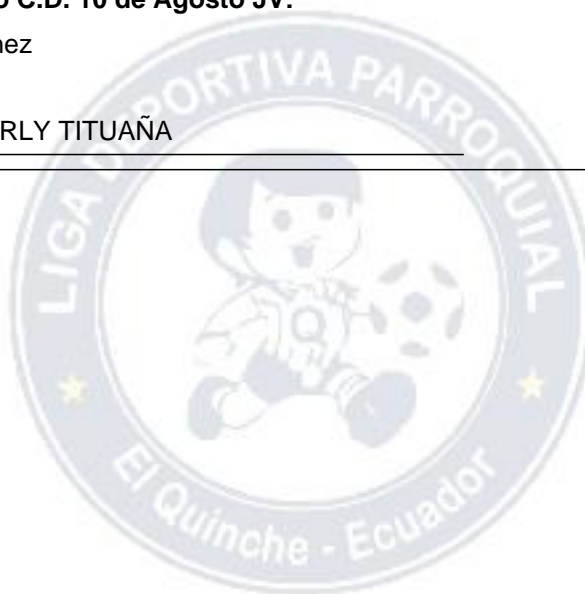 o C.D. 10 de Agosto JV:
nez
RLY TITUAÑA
LIGA DEPORTIVA PARROQUIAL
Q
El Quinche - Ecuador